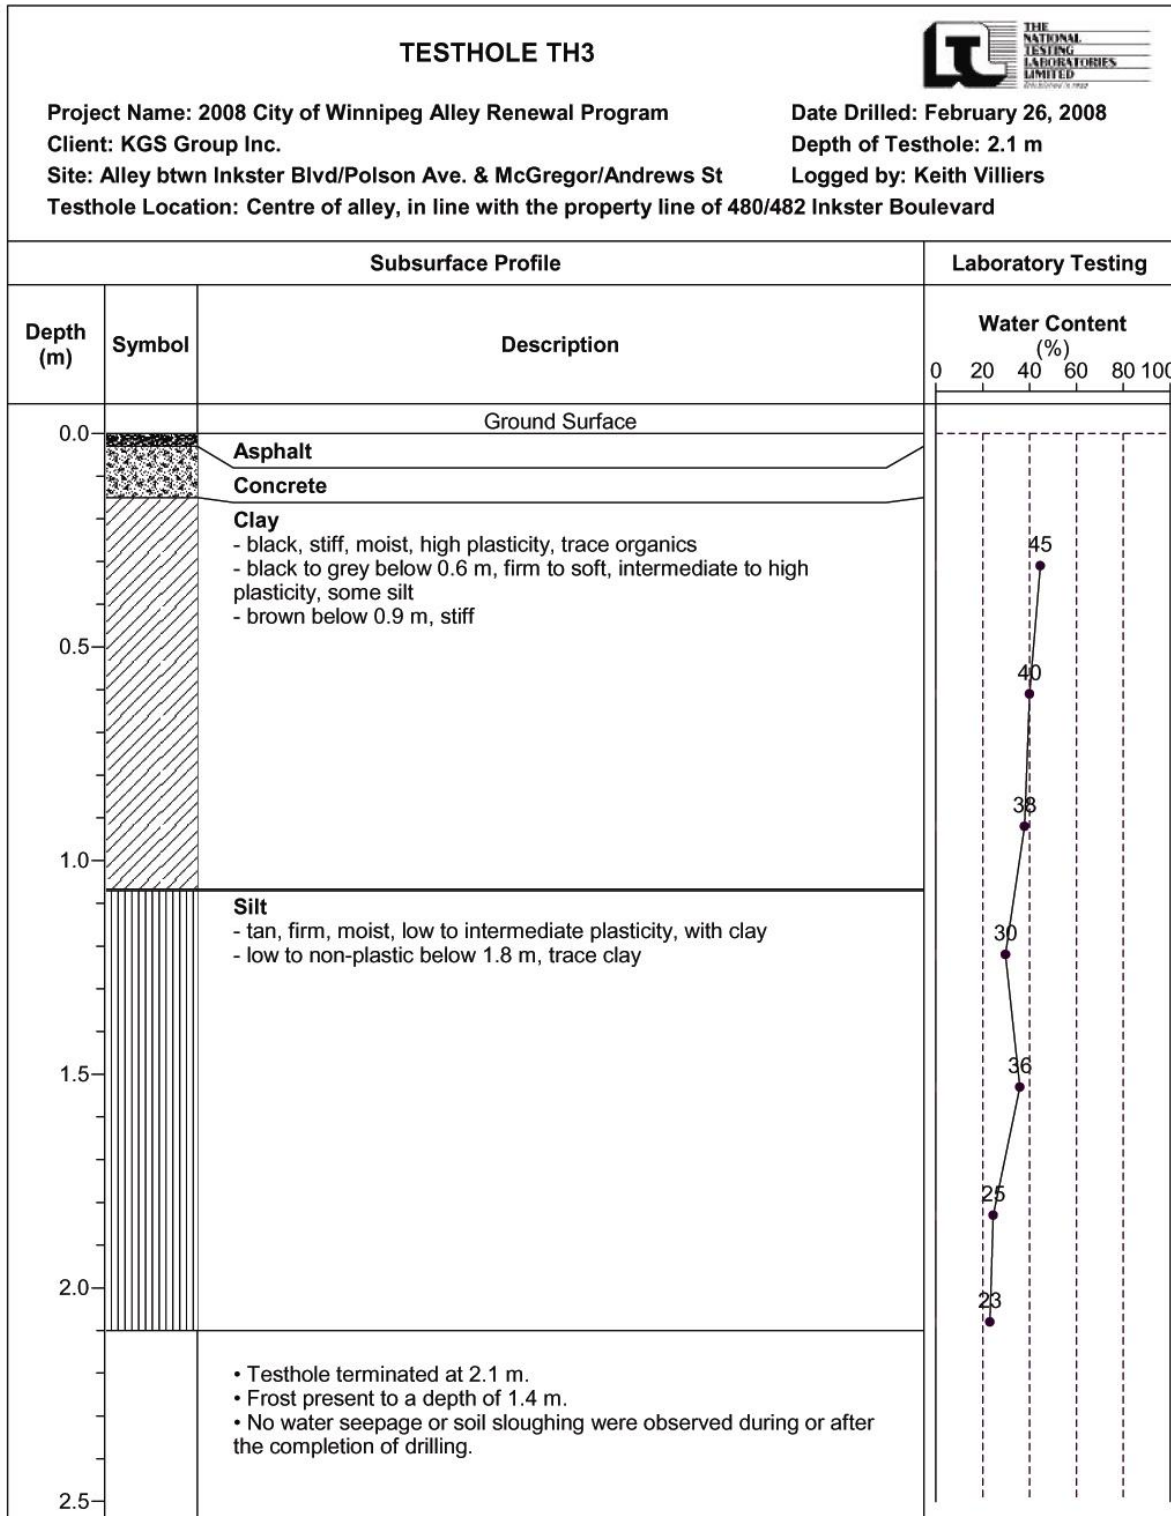 TESTHOLE TH3
THE
NATIONAL
TESTING
LABORATORIES
LIMITED
Project Name: 2008 City of Winnipeg Alley Renewal Program
Date Drilled: February 26, 2008
Client: KGS Group Inc.
Depth of Testhole: 2.1 m
Site: Alley btwn Inkster Blvd/Polson Ave. & McGregor/Andrews St
Logged by: Keith Villiers
Testhole Location: Centre of alley, in line with the property line of 480/482 Inkster Boulevard
Subsurface Profile
Laboratory Testing
Depth
(m)
Symbol
Description
Water Content
(%)
0 20 40 60 80 100
Ground Surface
0.0
Asphalt
Concrete
Clay
- black, stiff, moist, high plasticity, trace organics
- black to grey below 0.6 m, firm to soft, intermediate to high
plasticity, some silt
- brown below 0.9 m, stiff
45
0.5
40
38
1.0
Silt
- tan, firm, moist, low to intermediate plasticity, with clay
- low to non-plastic below 1.8 m, trace clay
30
1.5
36
25
2.0
23
• Testhole terminated at 2.1 m.
• Frost present to a depth of 1.4 m.
• No water seepage or soil sloughing were observed during or after
the completion of drilling.
2.5